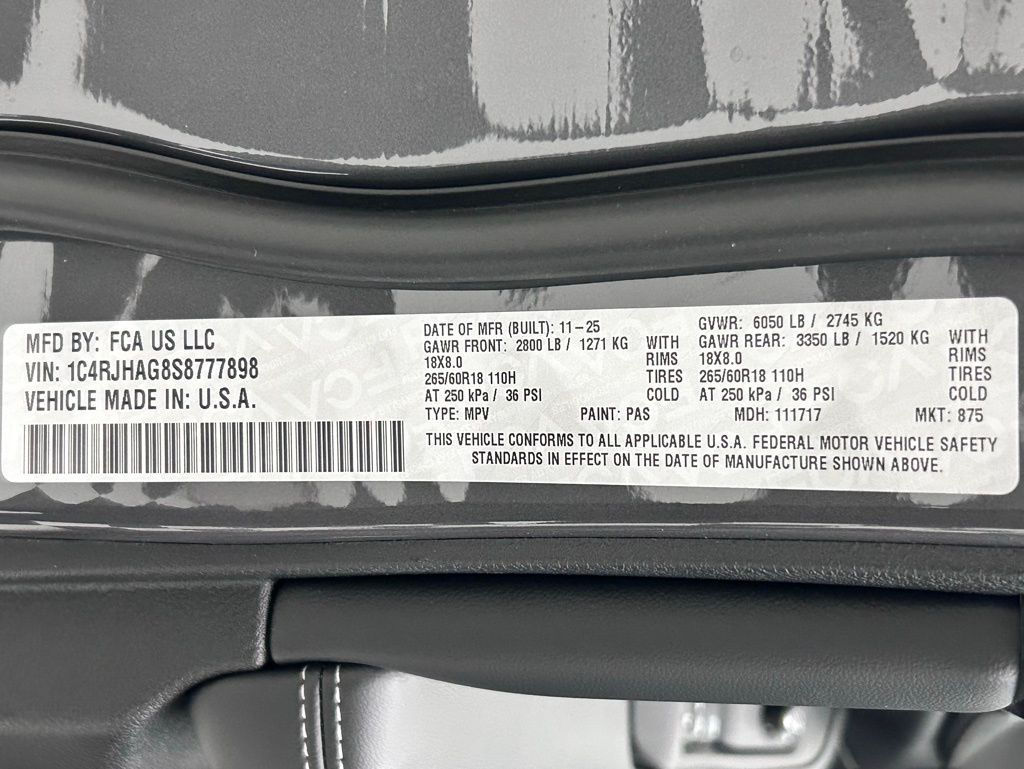 MFD BY: FCA US LLC
VIN: 1C4RJHAG8S8777898
VEHICLE MADE IN: U.S.A.
DATE OF MFR (BUILT): 11-25
GAWR FRONT: 2800 LB / 1271 KG WITH
18X8.0 RIMS
265/60R18 110H TIRES
AT 250 kPa / 36 PSI COLD
GVWR: 6050 LB / 2745 KG
GAWR REAR: 3350 LB / 1520 KG WITH
18X8.0 RIMS
265/60R18 110H TIRES
AT 250 kPa / 36 PSI COLD
TYPE: MPV PAINT: PAS MDH: 111717 MKT: 875
THIS VEHICLE CONFORMS TO ALL APPLICABLE U.S.A. FEDERAL MOTOR VEHICLE SAFETY
STANDARDS IN EFFECT ON THE DATE OF MANUFACTURE SHOWN ABOVE.